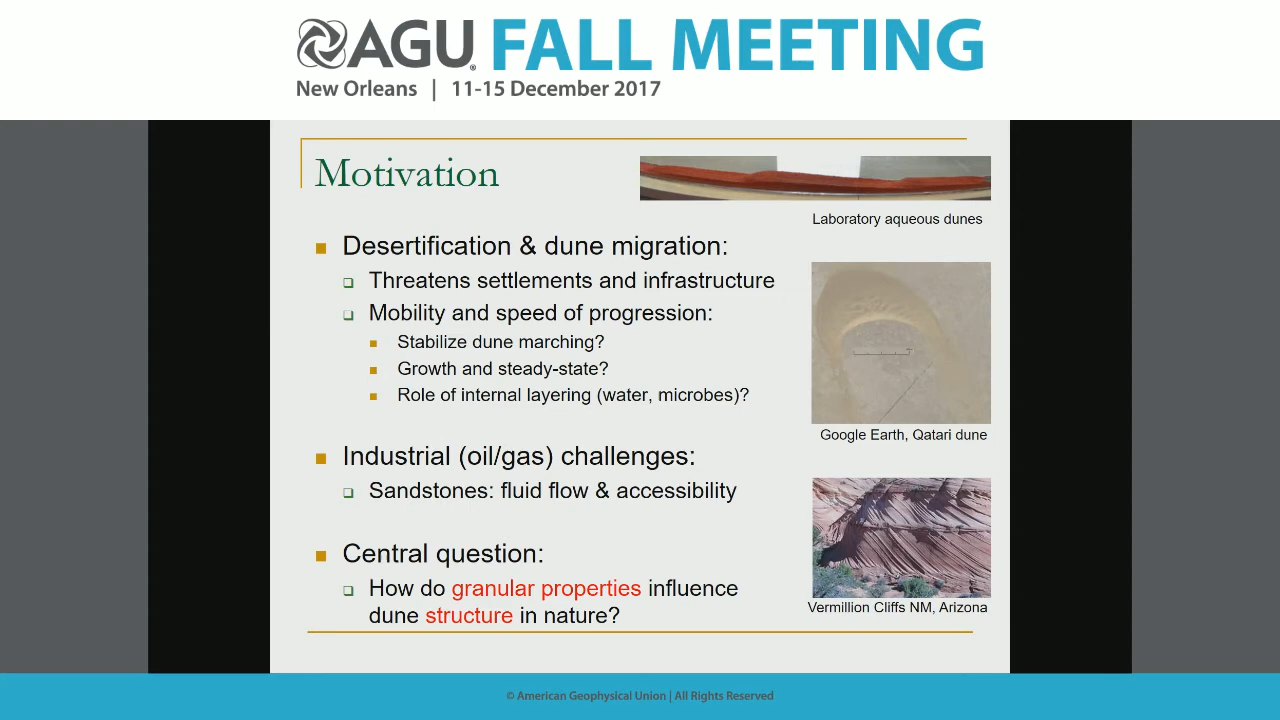 AGU FALL MEETING
New Orleans | 11-15 December 2017
Motivation
Laboratory aqueous dunes
Desertification & dune migration:
Threatens settlements and infrastructure
Mobility and speed of progression:
Stabilize dune marching?
Growth and steady-state?
Role of internal layering (water, microbes)?
Google Earth, Qatari dune
Industrial (oil/gas) challenges:
Sandstones: fluid flow & accessibility
Central question:
How do granular properties influence
dune structure in nature?
Vermillion Cliffs NM, Arizona
© American Geophysical Union | All Rights Reserved